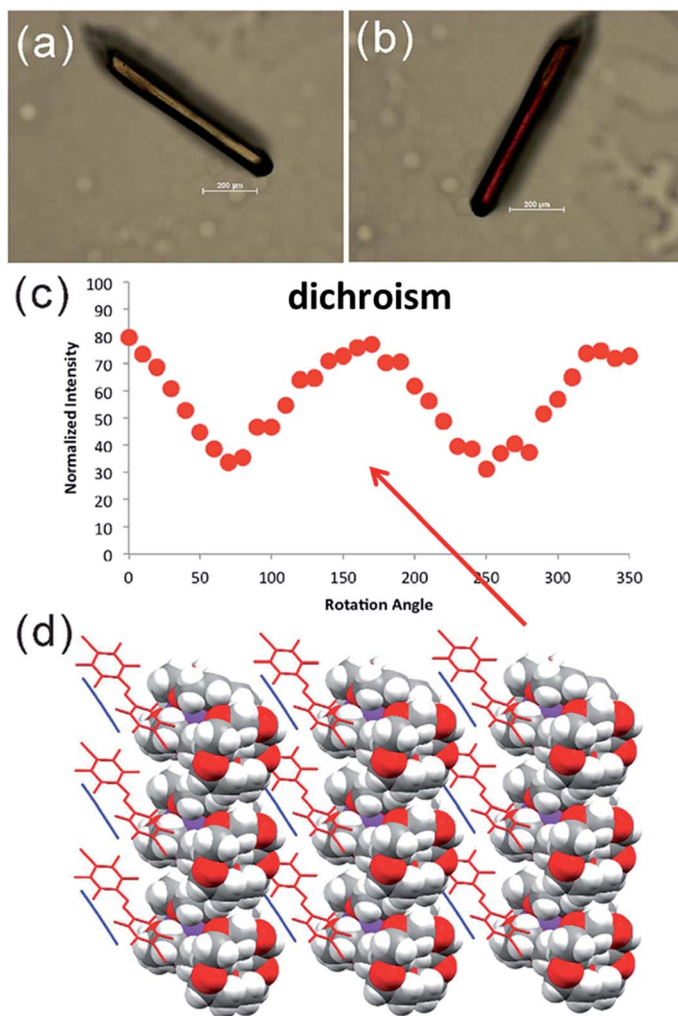 (a)
200 µm
(b)
200 µm
(c)
dichroism
Normalized Intensity
100
90
80
70
60
50
40
30
20
10
0
0 50 100 150 200 250 300 350
Rotation Angle
(d)